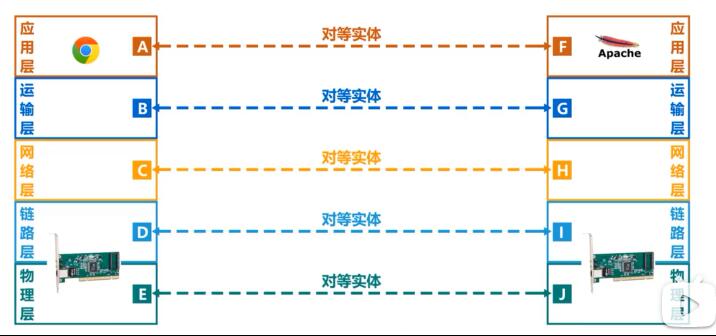 应用层 A 对等实体 F Apache 应用层
运输层 B 对等实体 G 运输层
网络层 C 对等实体 H 网络层
链路层 D 对等实体 I 链路层
物理层 E 对等实体 J 物理层